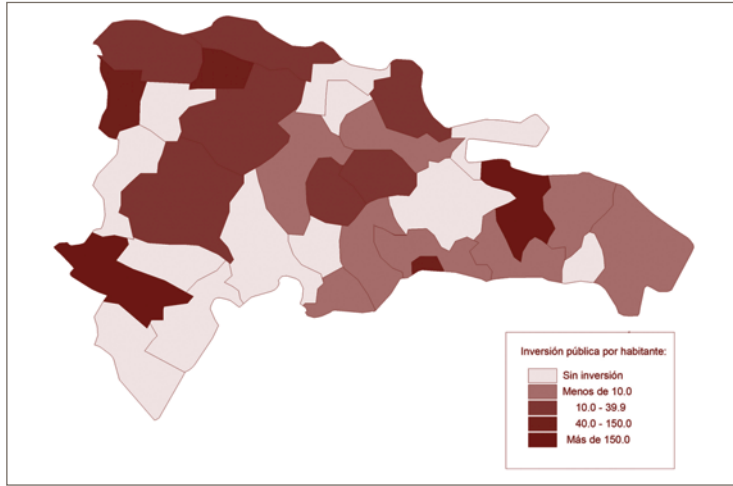 Inversión pública por habitante:
Sin inversión
Menos de 10.0
10.0 - 39.9
40.0 - 150.0
Más de 150.0